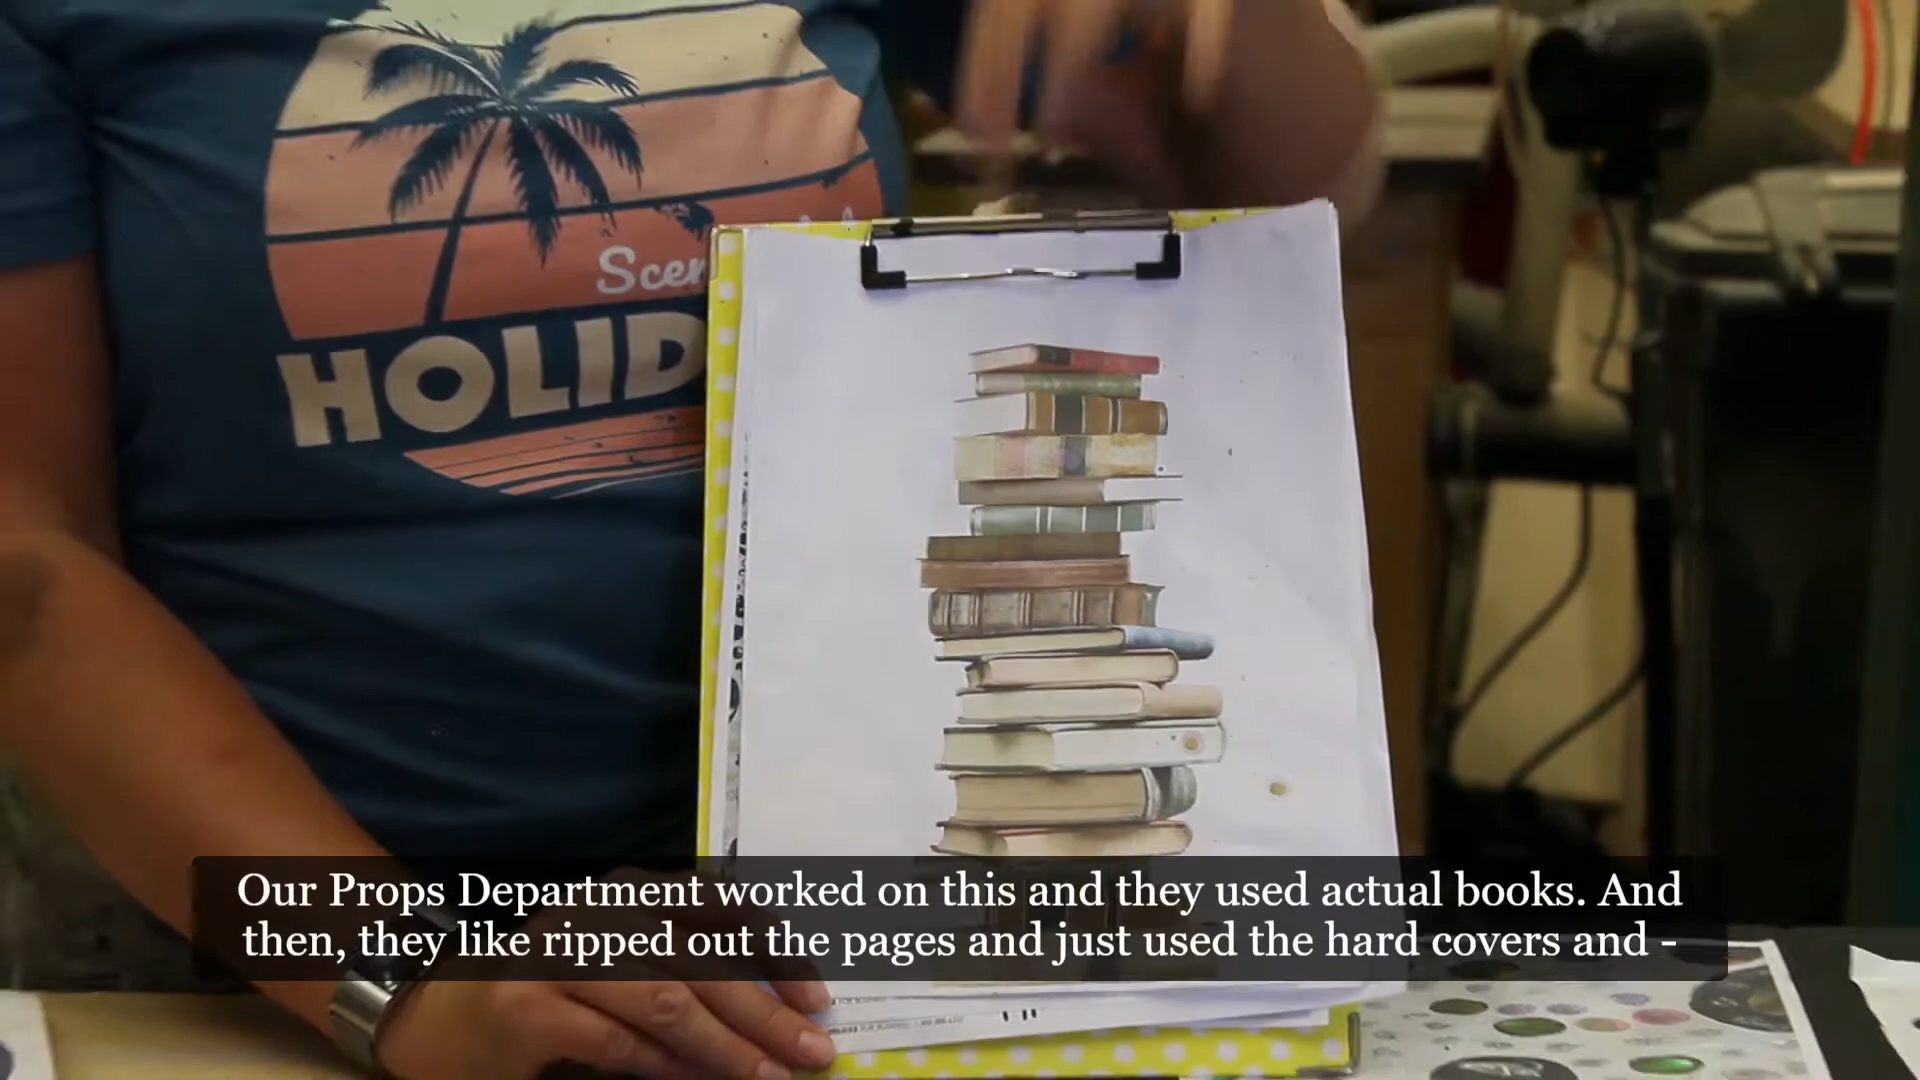 Scen
HOLID
Our Props Department worked on this and they used actual books. And
then, they like ripped out the pages and just used the hard covers and -